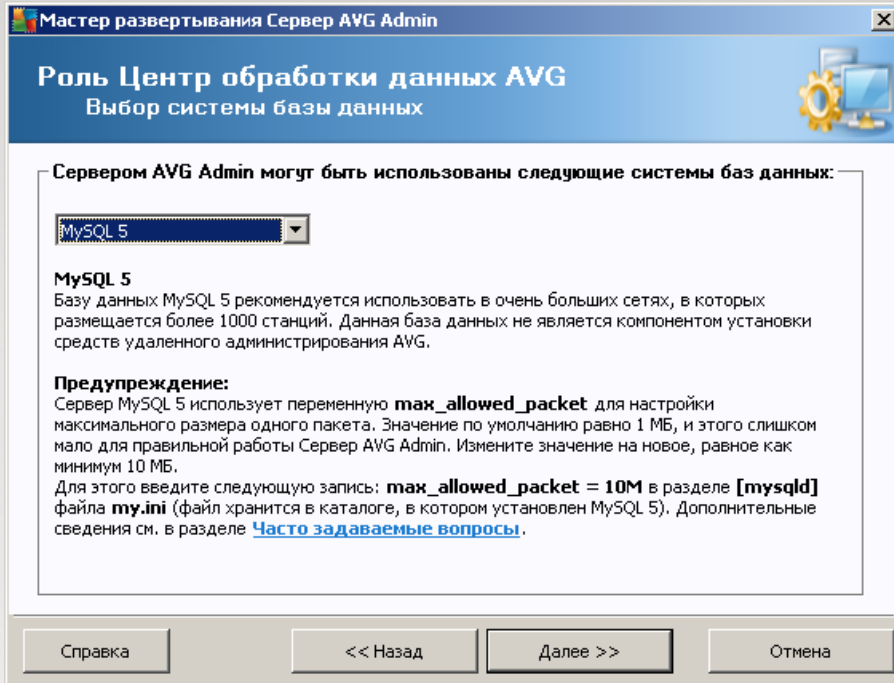 Мастер развертывания Сервер AVG Admin
Роль Центр обработки данных AVG
Выбор системы базы данных
Сервером AVG Admin могут быть использованы следующие системы баз данных:
MySQL 5
MySQL 5
Базу данных MySQL 5 рекомендуется использовать в очень больших сетях, в которых
размещается более 1000 станций. Данная база данных не является компонентом установки
средств удаленного администрирования AVG.
Предупреждение:
Сервер MySQL 5 использует переменную max_allowed_packet для настройки
максимального размера одного пакета. Значение по умолчанию равно 1 МБ, и этого слишком
мало для правильной работы Сервер AVG Admin. Измените значение на новое, равное как
минимум 10 МБ.
Для этого введите следующую запись: max_allowed_packet = 10M в разделе [mysqld]
файла my.ini (файл хранится в каталоге, в котором установлен MySQL 5). Дополнительные
сведения см. в разделе Часто задаваемые вопросы.
Справка
<< Назад
Далее >>
Отмена